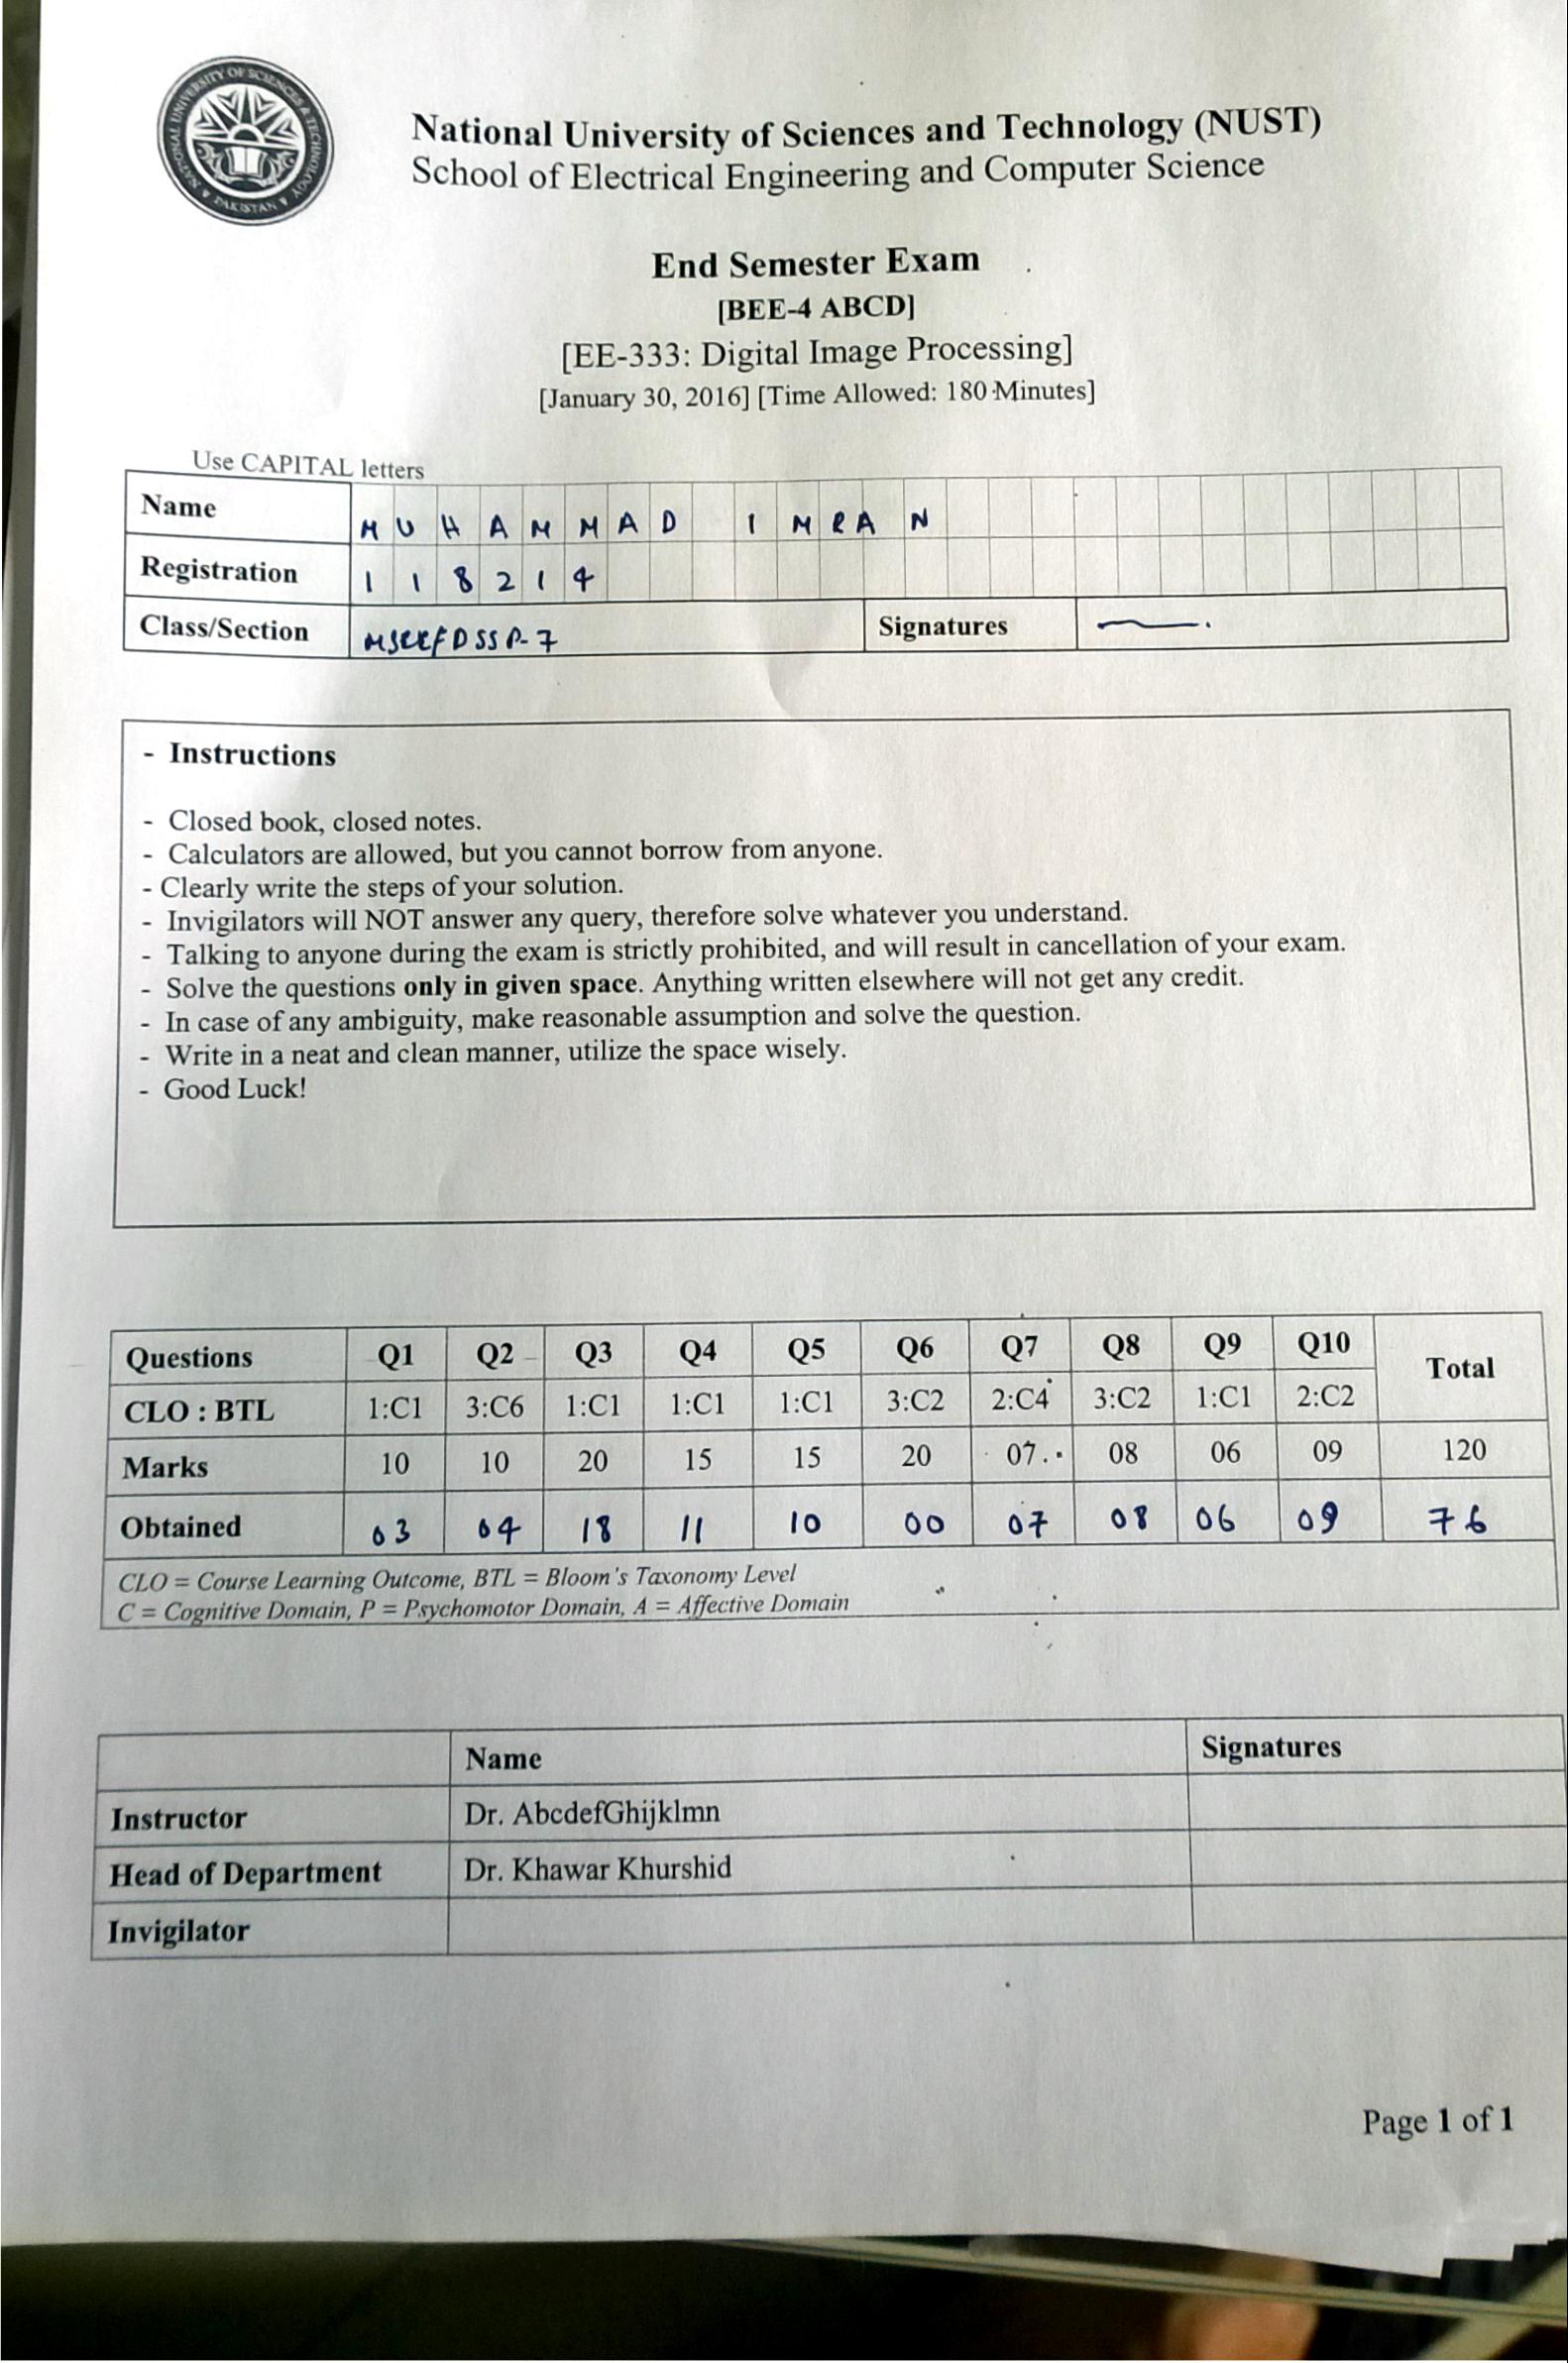 NATIONAL UNIVERSITY OF SCIENCES & TECHNOLOGY
PAKISTAN
National University of Sciences and Technology (NUST)
School of Electrical Engineering and Computer Science
End Semester Exam
[BEE-4 ABCD]
[EE-333: Digital Image Processing]
[January 30, 2016] [Time Allowed: 180 Minutes]
Use CAPITAL letters
Name MUHAMMAD IMRAN
Registration 118214
Class/Section Signatures
- Instructions
- Closed book, closed notes.
- Calculators are allowed, but you cannot borrow from anyone.
- Clearly write the steps of your solution.
- Invigilators will NOT answer any query, therefore solve whatever you understand.
- Talking to anyone during the exam is strictly prohibited, and will result in cancellation of your exam.
- Solve the questions only in given space. Anything written elsewhere will not get any credit.
- In case of any ambiguity, make reasonable assumption and solve the question.
- Write in a neat and clean manner, utilize the space wisely.
- Good Luck!
Questions Q1 Q2 Q3 Q4 Q5 Q6 Q7 Q8 Q9 Q10 Total
CLO : BTL 1:C1 3:C6 1:C1 1:C1 1:C1 3:C2 2:C4 3:C2 1:C1 2:C2
Marks 10 10 20 15 15 20 07 08 06 09 120
Obtained 03 04 18 11 10 00 07 08 06 09 76
CLO = Course Learning Outcome, BTL = Bloom's Taxonomy Level
C = Cognitive Domain, P = Psychomotor Domain, A = Affective Domain
Name Signatures
Instructor Dr. AbcdefGhijklmn
Head of Department Dr. Khawar Khurshid
Invigilator
Page 1 of 1